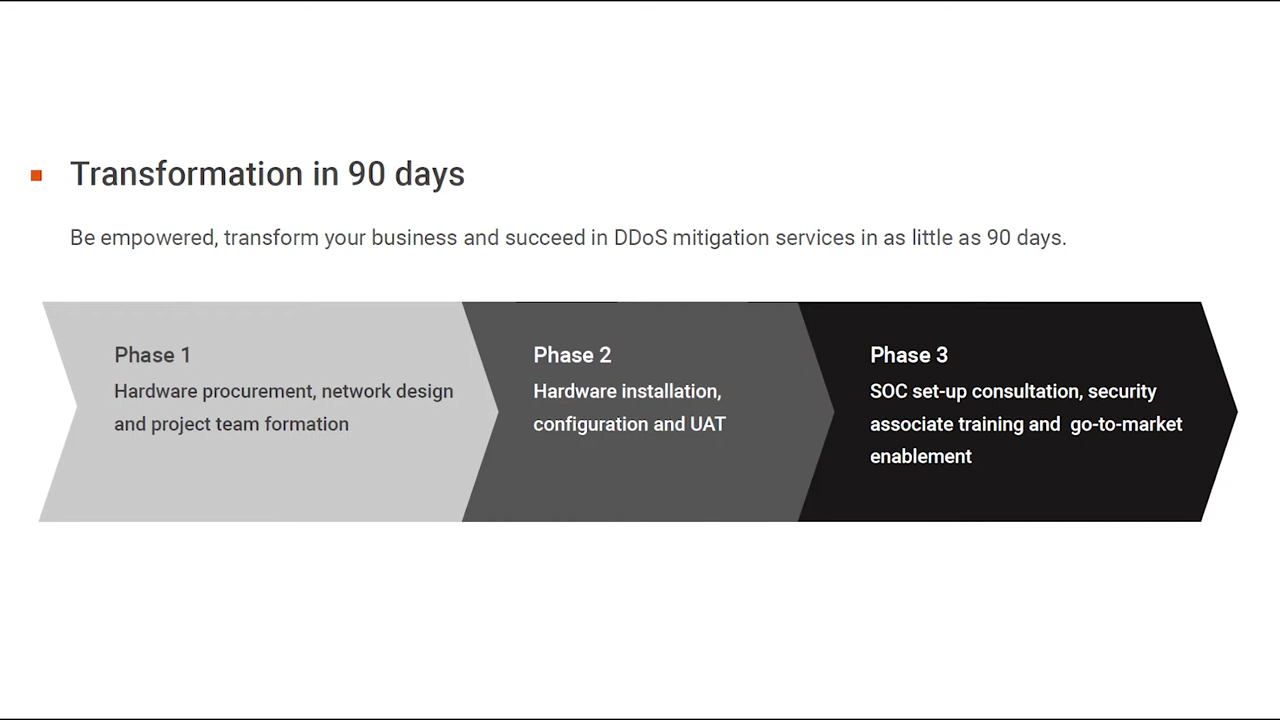 Transformation in 90 days
Be empowered, transform your business and succeed in DDoS mitigation services in as little as 90 days.
Phase 1
Hardware procurement, network design
and project team formation
Phase 2
Hardware installation,
configuration and UAT
Phase 3
SOC set-up consultation, security
associate training and  go-to-market
enablement